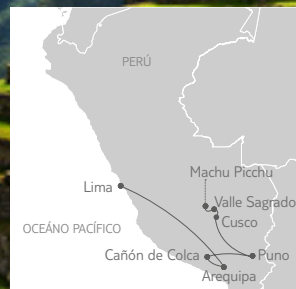 PERÚ
Machu Picchu
Lima
Valle Sagrado
Cusco
OCEÁNO PACÍFICO
Cañón de Colca
Puno
Arequipa